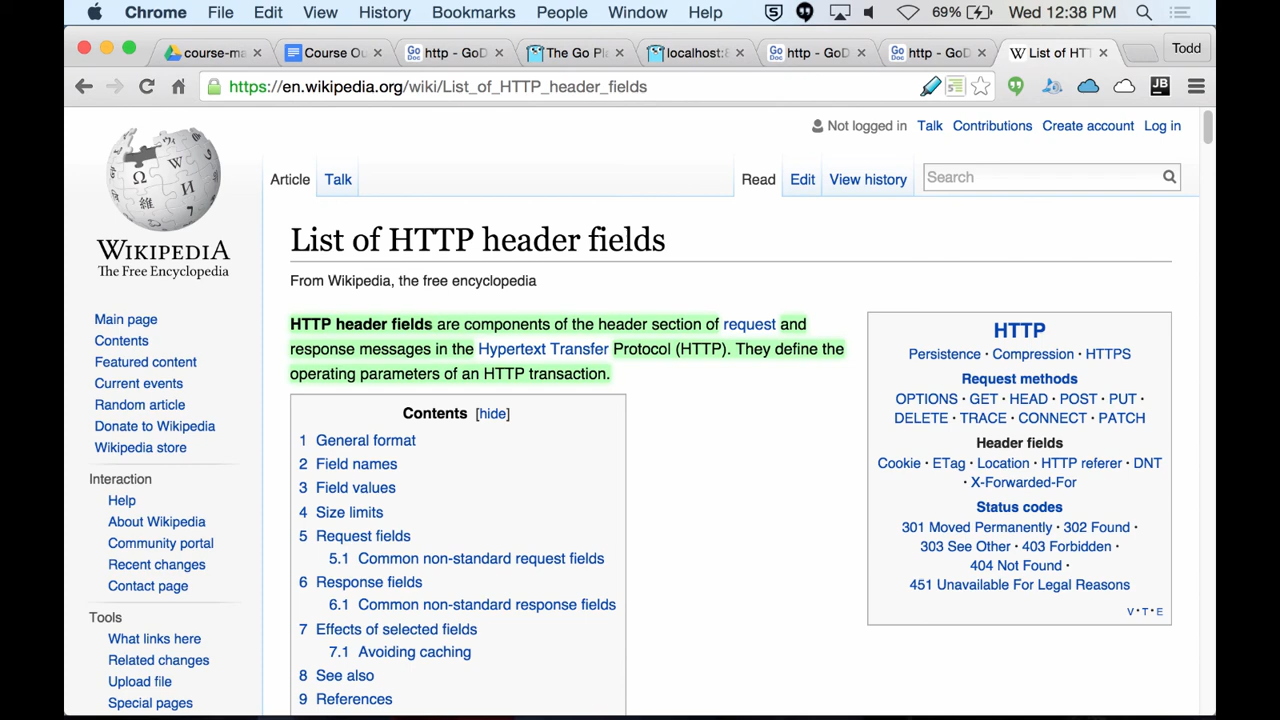 Chrome File Edit View History Bookmarks People Window Help 69% Wed 12:38 PM
course-ma Course Ou http - GoD The Go Pl localhost: http - GoD http - GoD List of HTT Todd
https://en.wikipedia.org/wiki/List_of_HTTP_header_fields
Not logged in Talk Contributions Create account Log in
Article Talk Read Edit View history Search
WIKIPEDIA
The Free Encyclopedia
Main page
Contents
Featured content
Current events
Random article
Donate to Wikipedia
Wikipedia store
Interaction
Help
About Wikipedia
Community portal
Recent changes
Contact page
Tools
What links here
Related changes
Upload file
Special pages
List of HTTP header fields
From Wikipedia, the free encyclopedia
HTTP header fields are components of the header section of request and
response messages in the Hypertext Transfer Protocol (HTTP). They define the
operating parameters of an HTTP transaction.
Contents [hide]
1 General format
2 Field names
3 Field values
4 Size limits
5 Request fields
5.1 Common non-standard request fields
6 Response fields
6.1 Common non-standard response fields
7 Effects of selected fields
7.1 Avoiding caching
8 See also
9 References
HTTP
Persistence · Compression · HTTPS
Request methods
OPTIONS · GET · HEAD · POST · PUT ·
DELETE · TRACE · CONNECT · PATCH
Header fields
Cookie · ETag · Location · HTTP referer · DNT
· X-Forwarded-For
Status codes
301 Moved Permanently · 302 Found ·
303 See Other · 403 Forbidden ·
404 Not Found ·
451 Unavailable For Legal Reasons
V · T · E